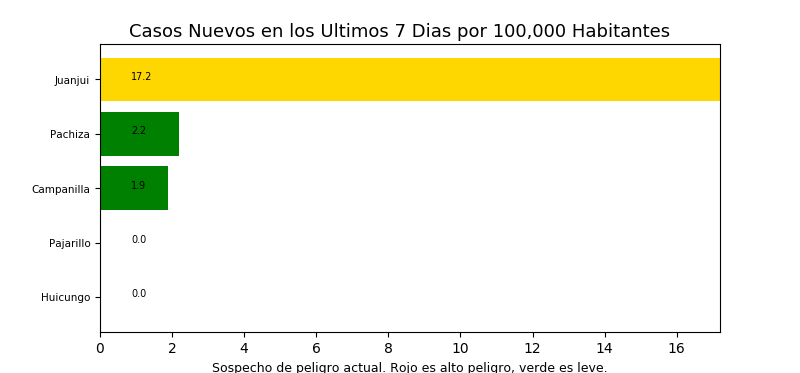 Casos Nuevos en los Ultimos 7 Dias por 100,000 Habitantes
Juanjui 17.2
Pachiza 2.2
Campanilla 1.9
Pajarillo 0.0
Huicungo 0.0
0 2 4 6 8 10 12 14 16
Sospecho de peligro actual. Rojo es alto peligro, verde es leve.